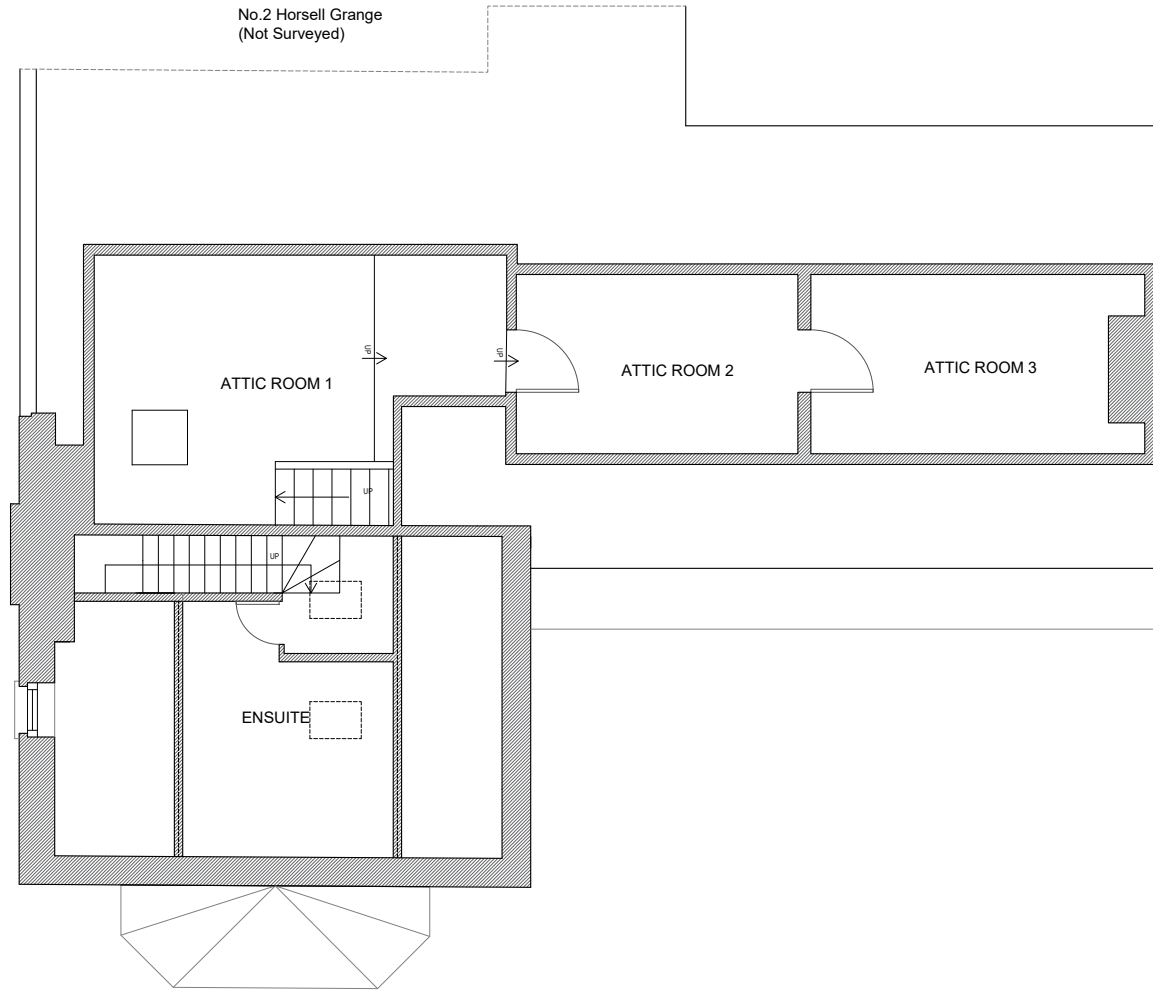 No.2 Horsell Grange
(Not Surveyed)
UP
UP
ATTIC ROOM 1
ATTIC ROOM 2
ATTIC ROOM 3
UP
UP
ENSUITE